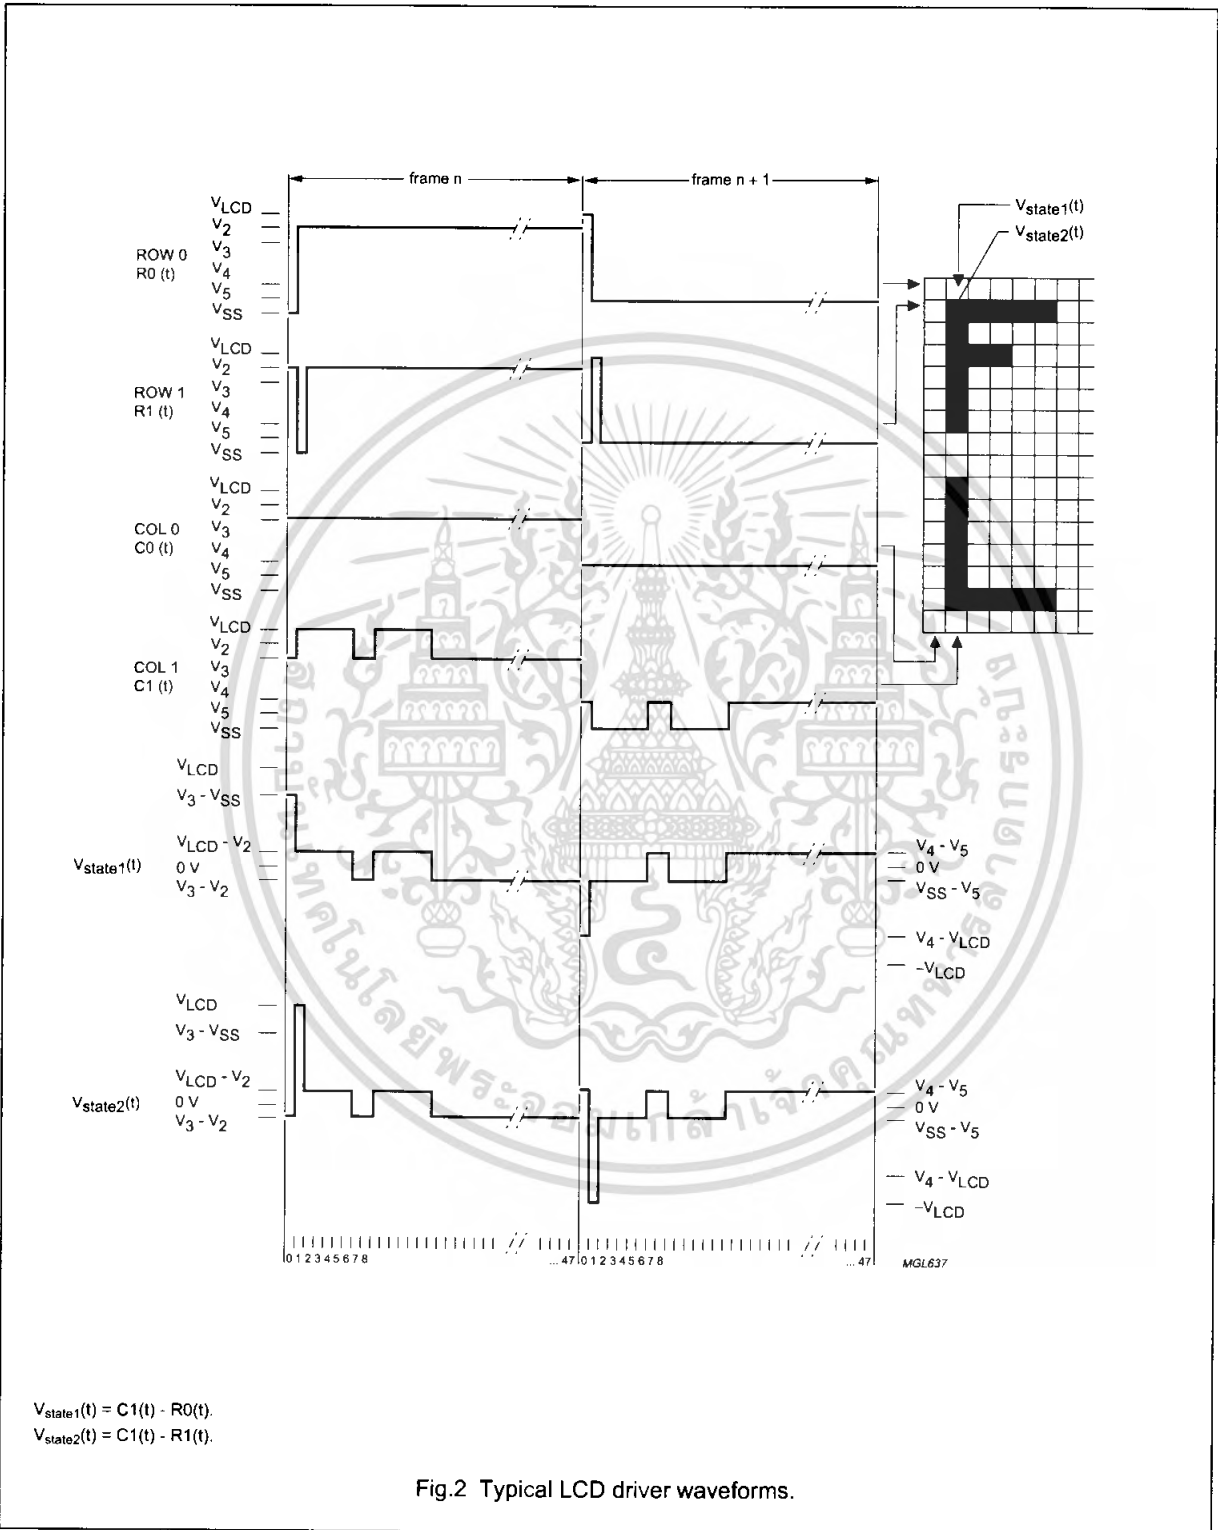 frame n
frame n + 1
VLCD
V2
V3
V4
V5
VSS
ROW 0
R0 (t)
Vstate1(t)
Vstate2(t)
VLCD
V2
V3
V4
V5
VSS
ROW 1
R1 (t)
VLCD
V2
V3
V4
V5
VSS
COL 0
C0 (t)
VLCD
V2
V3
V4
V5
VSS
COL 1
C1 (t)
VLCD
V3 - VSS
VLCD - V2
0 V
V3 - V2
Vstate1(t)
V4 - V5
0 V
VSS - V5
V4 - VLCD
-VLCD
VLCD
V3 - VSS
VLCD - V2
0 V
V3 - V2
Vstate2(t)
V4 - V5
0 V
VSS - V5
V4 - VLCD
-VLCD
0 1 2 3 4 5 6 7 8 ... 47 0 1 2 3 4 5 6 7 8 ... 47
MGL637
Vstate1(t) = C1(t) - R0(t).
Vstate2(t) = C1(t) - R1(t).
Fig.2 Typical LCD driver waveforms.